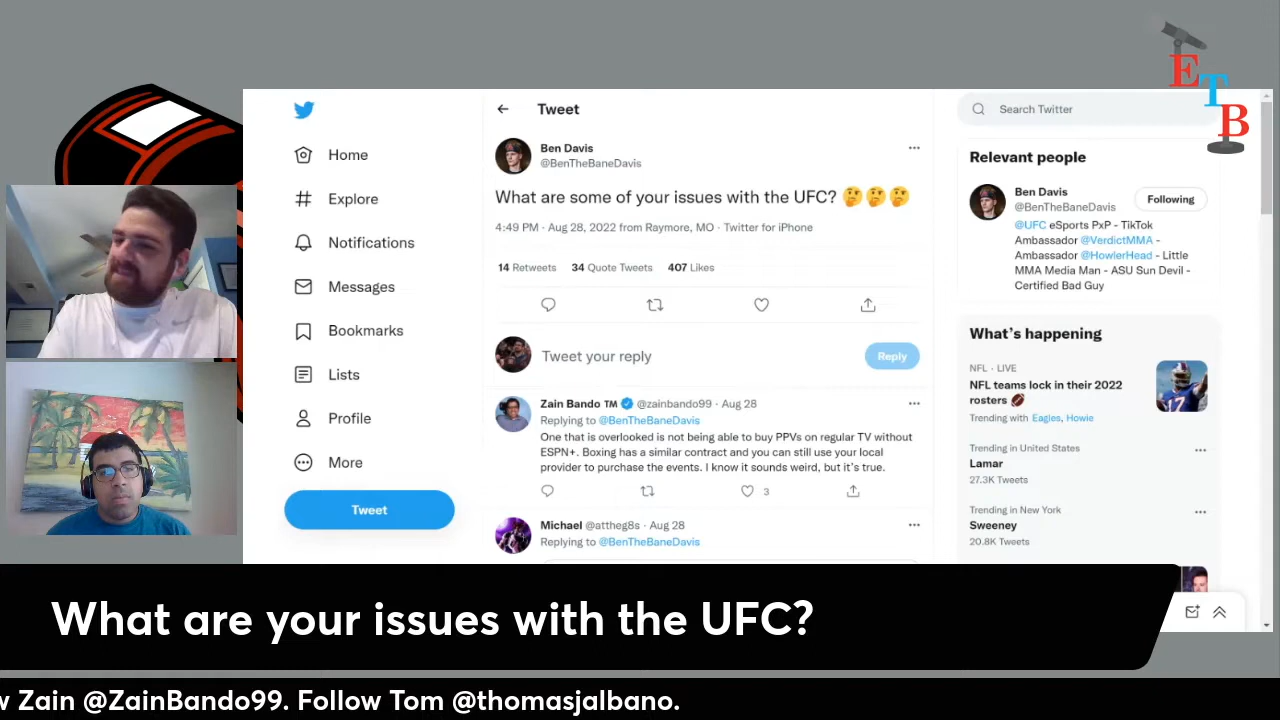 E
T
B
Tweet
Search Twitter
Home
Explore
Notifications
Messages
Bookmarks
Lists
Profile
More
Tweet
Ben Davis
@BenTheBaneDavis
What are some of your issues with the UFC? 🤔🤔🤔
4:49 PM · Aug 28, 2022 from Raymore, MO · Twitter for iPhone
14 Retweets 34 Quote Tweets 407 Likes
Tweet your reply
Reply
Zain Bando TM @zainbando99 · Aug 28
Replying to @BenTheBaneDavis
One that is overlooked is not being able to buy PPVs on regular TV without
ESPN+. Boxing has a similar contract and you can still use your local
provider to purchase the events. I know it sounds weird, but it's true.
3
Michael @attheg8s · Aug 28
Replying to @BenTheBaneDavis
Relevant people
Ben Davis
@BenTheBaneDavis
Following
@UFC eSports PxP - TikTok
Ambassador @VerdictMMA -
Ambassador @HowlerHead - Little
MMA Media Man - ASU Sun Devil -
Certified Bad Guy
What's happening
NFL · LIVE
NFL teams lock in their 2022
rosters 🏈
Trending with Eagles, Howie
Trending in United States
Lamar
27.3K Tweets
Trending in New York
Sweeney
20.8K Tweets
What are your issues with the UFC?
w Zain @ZainBando99. Follow Tom @thomasjalbano.